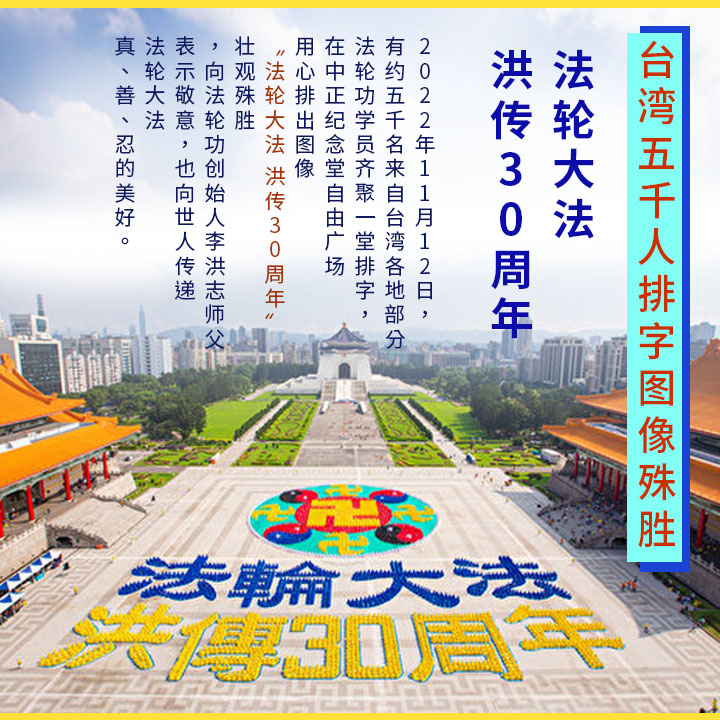 台湾五千人排字图像殊胜
法轮大法
洪传30周年
2022年11月12日，
有约五千名来自台湾各地部分
法轮功学员齐聚一堂排字，
在中正纪念堂自由广场
用心排出图像
“法轮大法 洪传30周年”
壮观殊胜
，向法轮功创始人李洪志师父
表示敬意，也向世人传递
法轮大法
真、善、忍的美好。
法輪大法
洪傳30周年